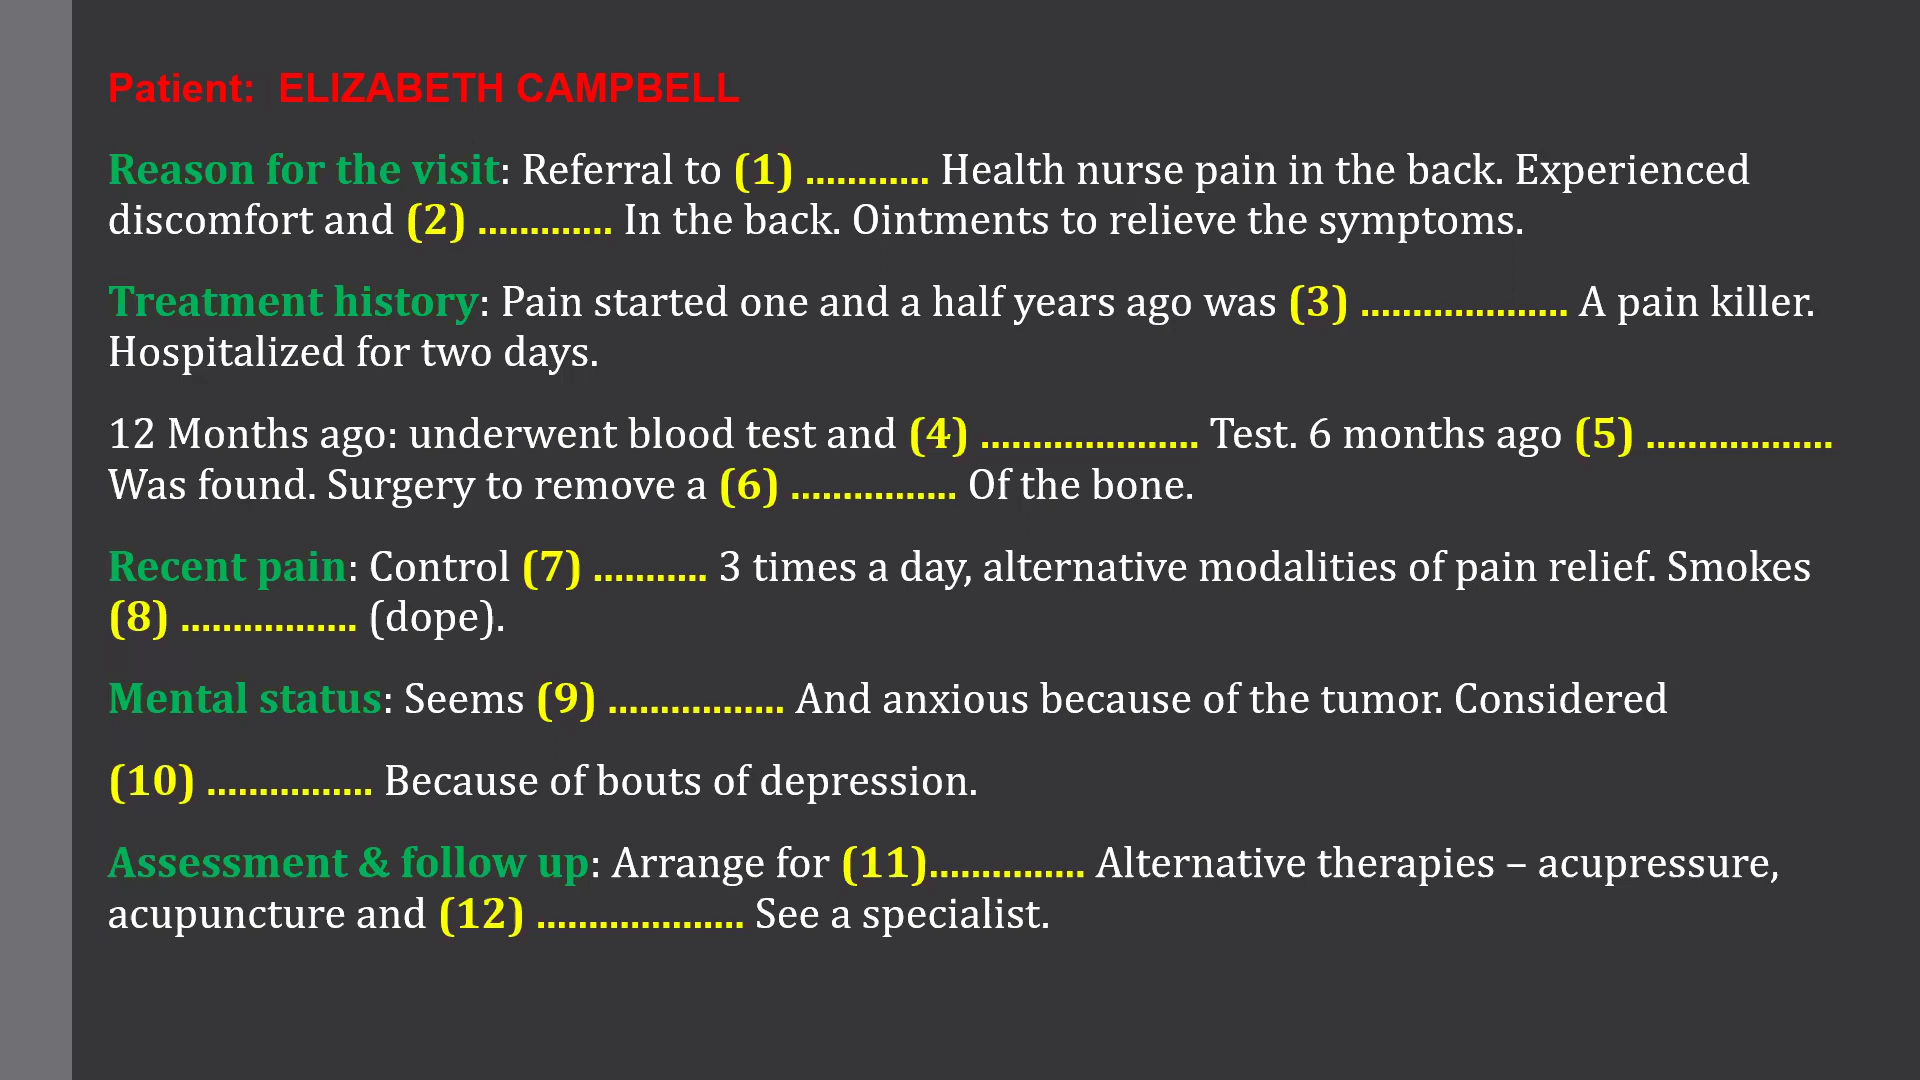 Patient:  ELIZABETH CAMPBELL
Reason for the visit: Referral to (1) ............ Health nurse pain in the back. Experienced
discomfort and (2) ............. In the back. Ointments to relieve the symptoms.
Treatment history: Pain started one and a half years ago was (3) .................... A pain killer.
Hospitalized for two days.
12 Months ago: underwent blood test and (4) ..................... Test. 6 months ago (5) ..................
Was found. Surgery to remove a (6) ................ Of the bone.
Recent pain: Control (7) ........... 3 times a day, alternative modalities of pain relief. Smokes
(8) ................. (dope).
Mental status: Seems (9) ................. And anxious because of the tumor. Considered
(10) ................ Because of bouts of depression.
Assessment & follow up: Arrange for (11)............... Alternative therapies – acupressure,
acupuncture and (12) .................... See a specialist.